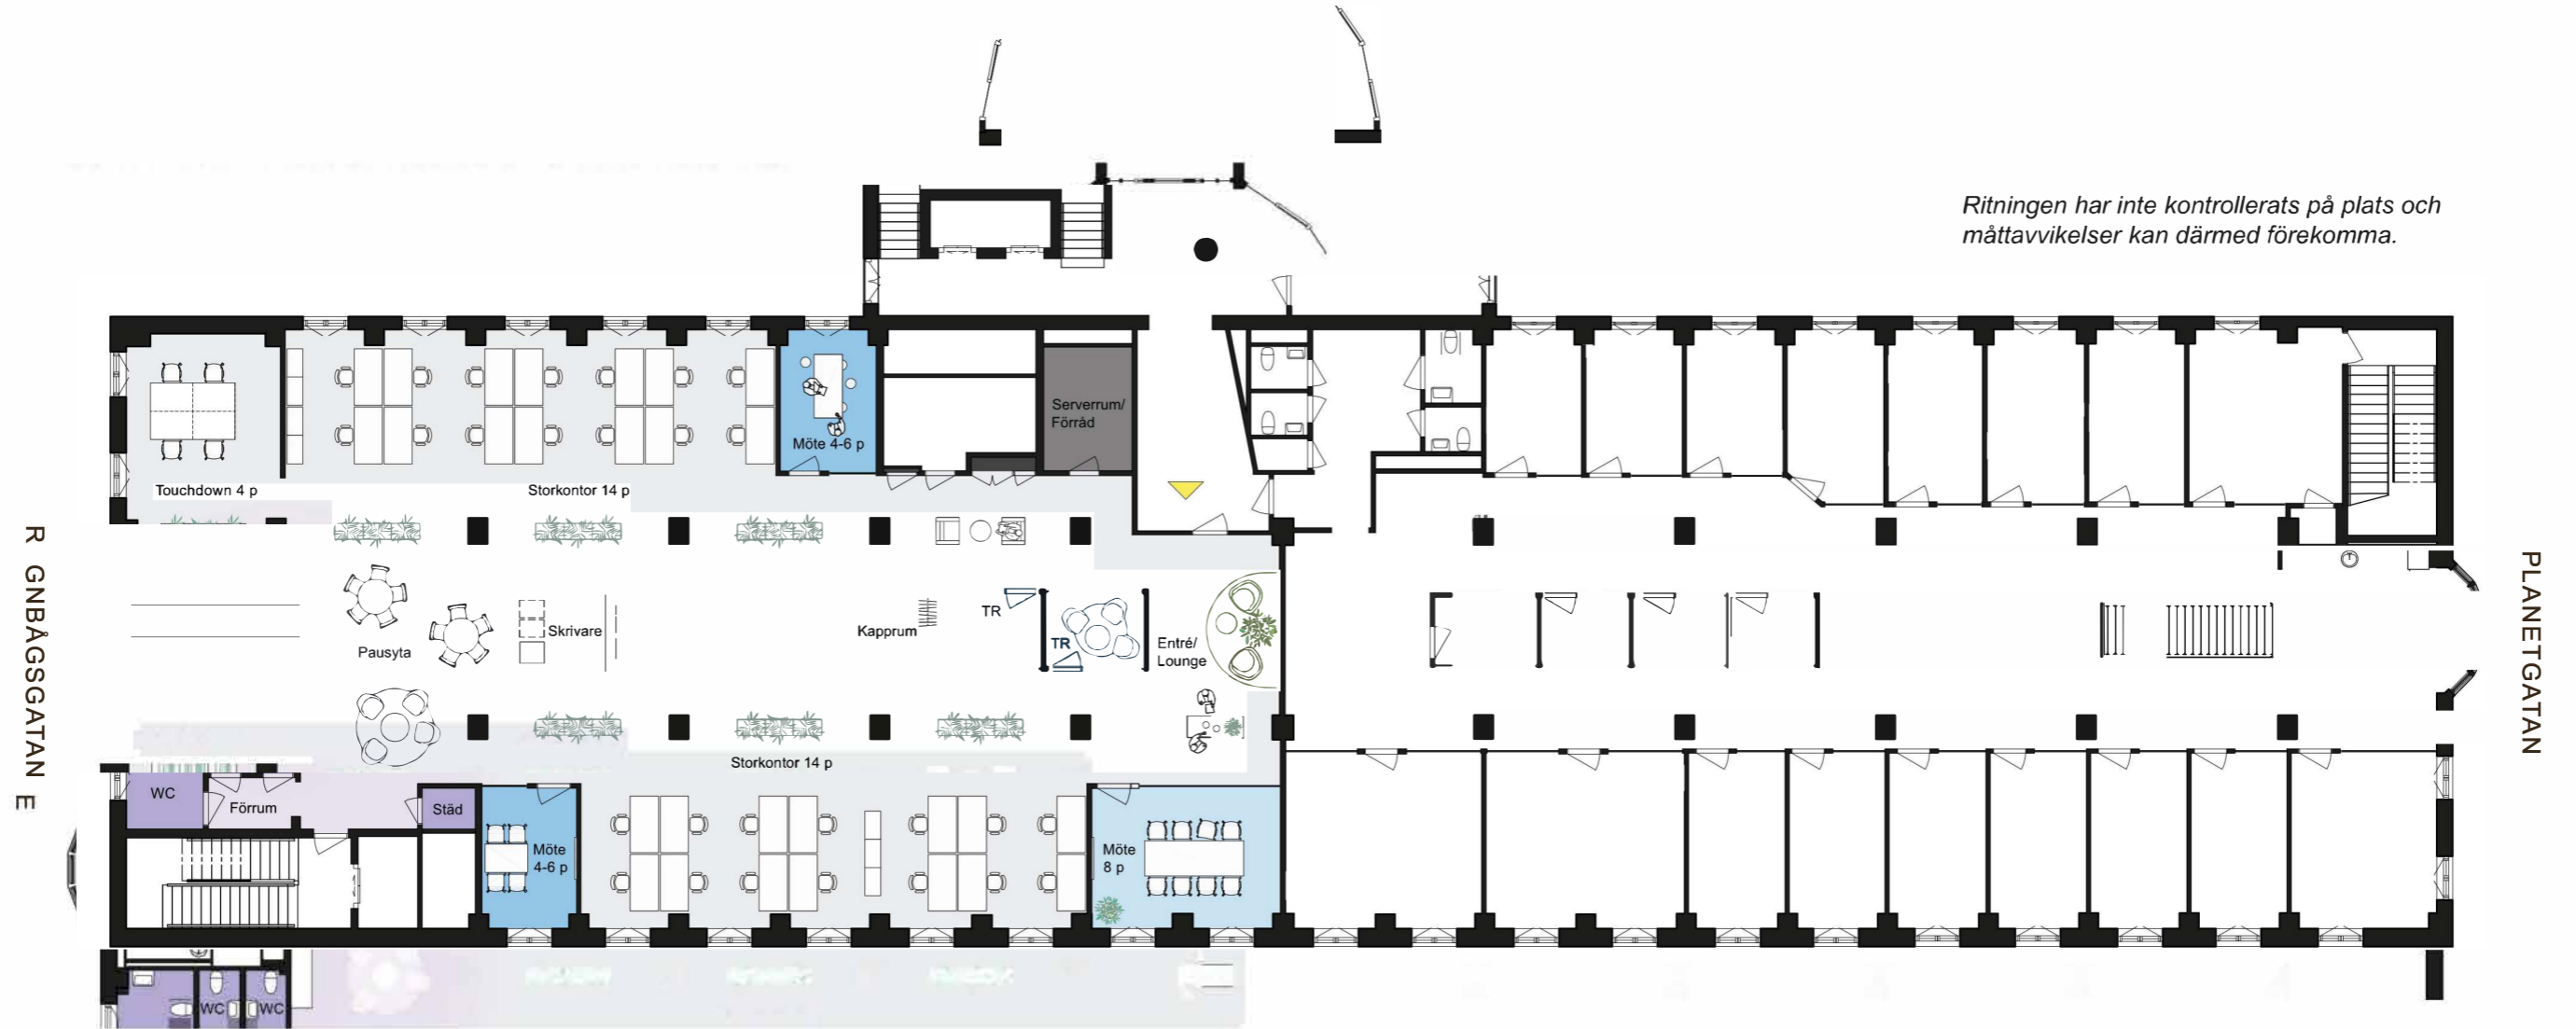 Ritningen har inte kontrollerats på plats och
måttavvikelser kan därmed förekomma.
Serverrum/
Förråd
Möte 4-6 p
Touchdown 4 p
Storkontor 14 p
R GNBÅGSGATAN E
PLANETGATAN
Skrivare
Kapprum
TR
TR
Entré/
Lounge
Pausyta
Storkontor 14 p
WC
Förrum
Städ
Möte
4-6 p
Möte
8 p
WC
WC